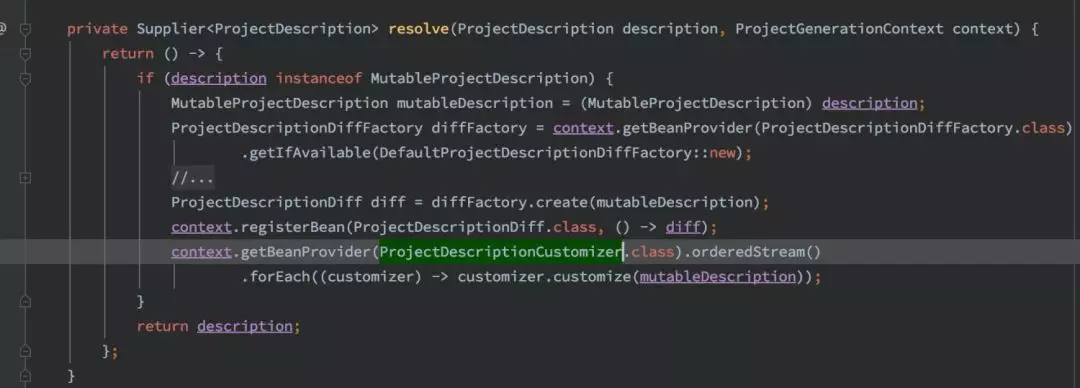 @
private Supplier<ProjectDescription> resolve(ProjectDescription description, ProjectGenerationContext context) {
return () -> {
if (description instanceof MutableProjectDescription) {
MutableProjectDescription mutableDescription = (MutableProjectDescription) description;
ProjectDescriptionDiffFactory diffFactory = context.getBeanProvider(ProjectDescriptionDiffFactory.class)
.getIfAvailable(DefaultProjectDescriptionDiffFactory::new);
//...
ProjectDescriptionDiff diff = diffFactory.create(mutableDescription);
context.registerBean(ProjectDescriptionDiff.class, () -> diff);
context.getBeanProvider(ProjectDescriptionCustomizer.class).orderedStream()
.forEach((customizer) -> customizer.customize(mutableDescription));
}
return description;
};
}